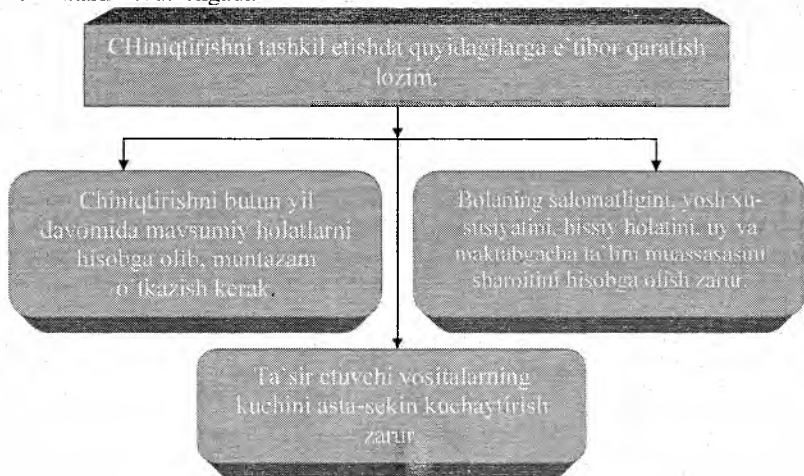 CHiniqtirishni tashkil etishda quyidagilarga e`tibor qaratish
lozim.
Chiniqtirishni butun yil
davomida mavsumiy holatlarni
hisobga olib, muntazam
o`tkazish kerak.
Bolaning salomatligini, yosh xu-
susiyatini, hissiy holatini, uy va
maktabgacha ta`lim muassasasini
sharoitini hisobga olish zarur.
Ta`sir etuvchi vositalarning
kuchini asta-sekin kuchaytirish
zarur.